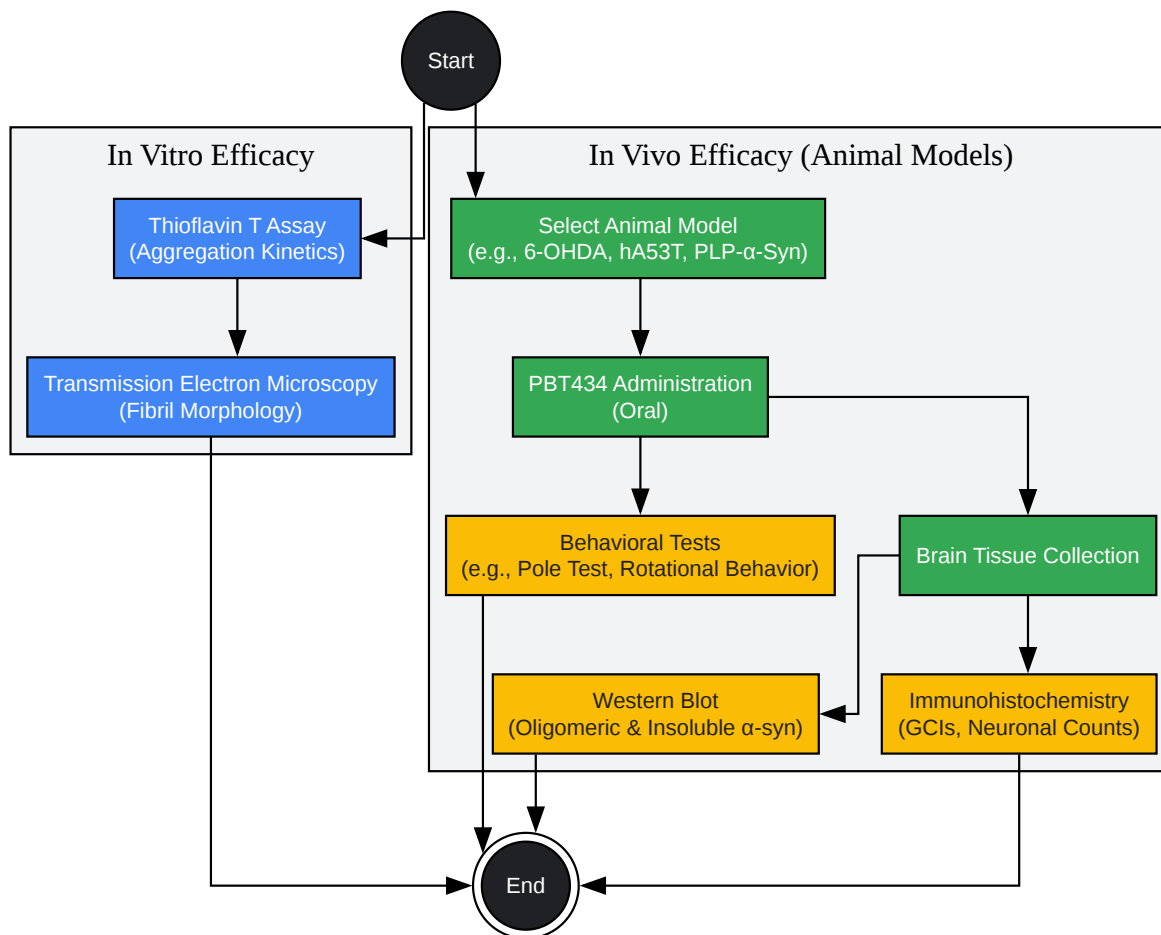 Start
In Vitro Efficacy
In Vivo Efficacy (Animal Models)
Thioflavin T Assay
(Aggregation Kinetics)
Select Animal Model
(e.g., 6-OHDA, hA53T, PLP-α-Syn)
Transmission Electron Microscopy
(Fibril Morphology)
PBT434 Administration
(Oral)
Behavioral Tests
(e.g., Pole Test, Rotational Behavior)
Brain Tissue Collection
Western Blot
(Oligomeric & Insoluble α-syn)
Immunohistochemistry
(GCIs, Neuronal Counts)
End